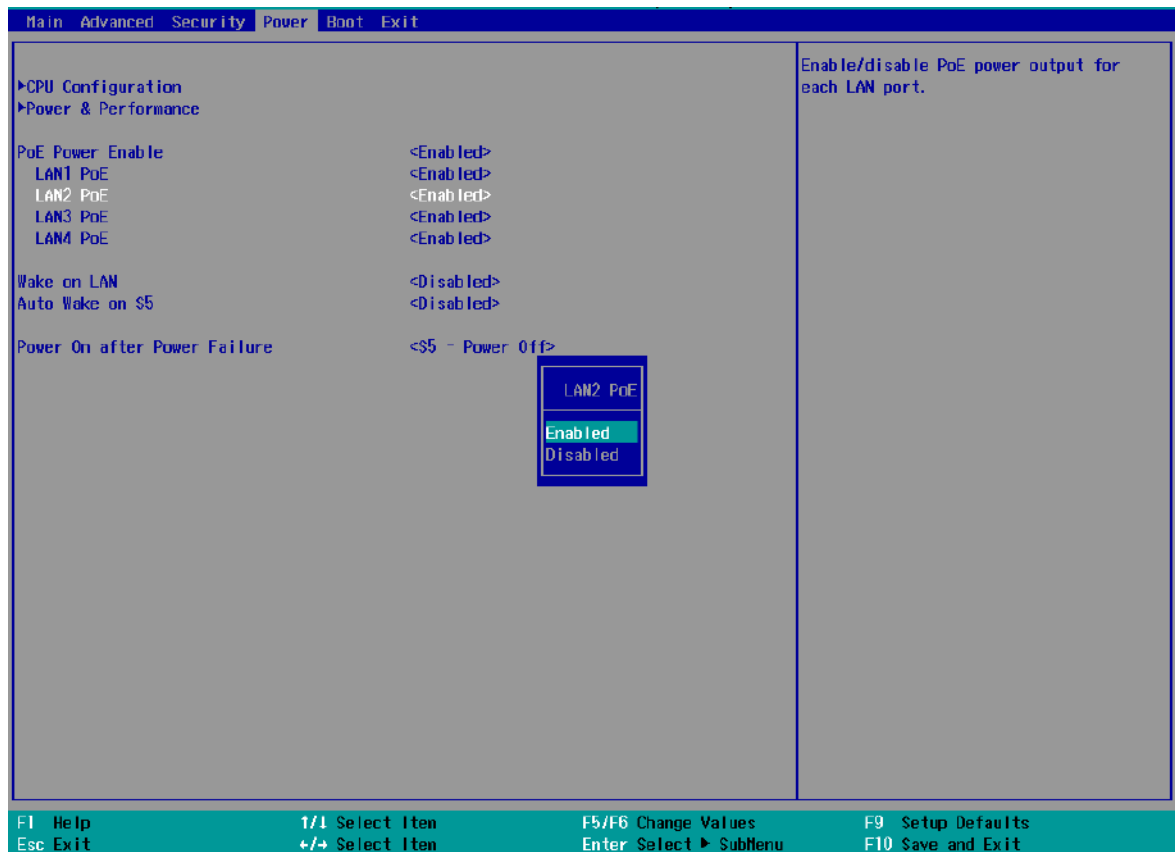 Main Advanced Security Power Boot Exit
Enable/disable PoE power output for
each LAN port.
►CPU Configuration
►Power & Performance
PoE Power Enable <Enabled>
LAN1 PoE <Enabled>
LAN2 PoE <Enabled>
LAN3 PoE <Enabled>
LAN4 PoE <Enabled>
Wake on LAN <Disabled>
Auto Wake on S5 <Disabled>
Power On after Power Failure <S5 - Power Off>
LAN2 PoE
Enabled
Disabled
F1 Help ↑/↓ Select Item F5/F6 Change Values F9 Setup Defaults
Esc Exit ←/→ Select Item Enter Select ► SubMenu F10 Save and Exit